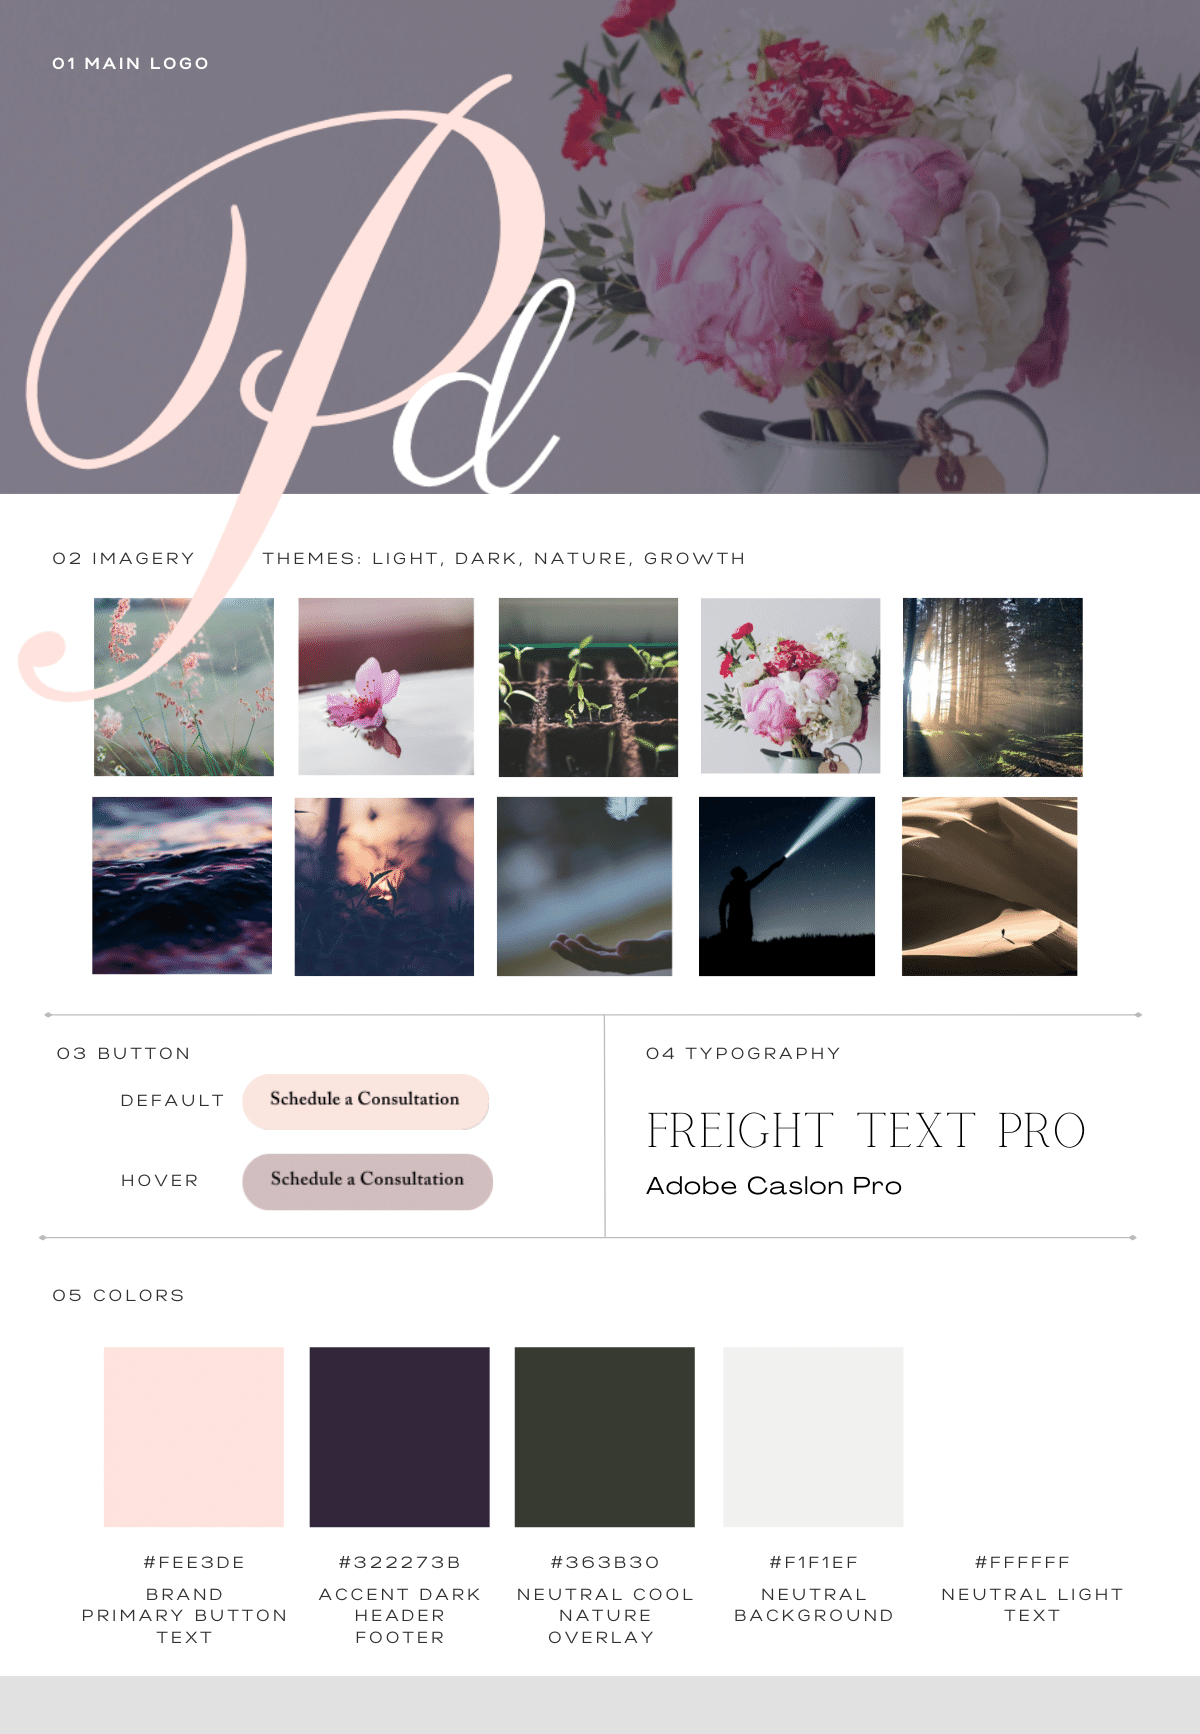 01 MAIN LOGO
Pd
02 IMAGERY
THEMES: LIGHT, DARK, NATURE, GROWTH
03 BUTTON
DEFAULT
Schedule a Consultation
HOVER
Schedule a Consultation
04 TYPOGRAPHY
FREIGHT TEXT PRO
Adobe Caslon Pro
05 COLORS
#FEE3DE
BRAND
PRIMARY BUTTON
TEXT
#322273B
ACCENT DARK
HEADER
FOOTER
#363B30
NEUTRAL COOL
NATURE
OVERLAY
#F1F1EF
NEUTRAL
BACKGROUND
#FFFFFF
NEUTRAL LIGHT
TEXT